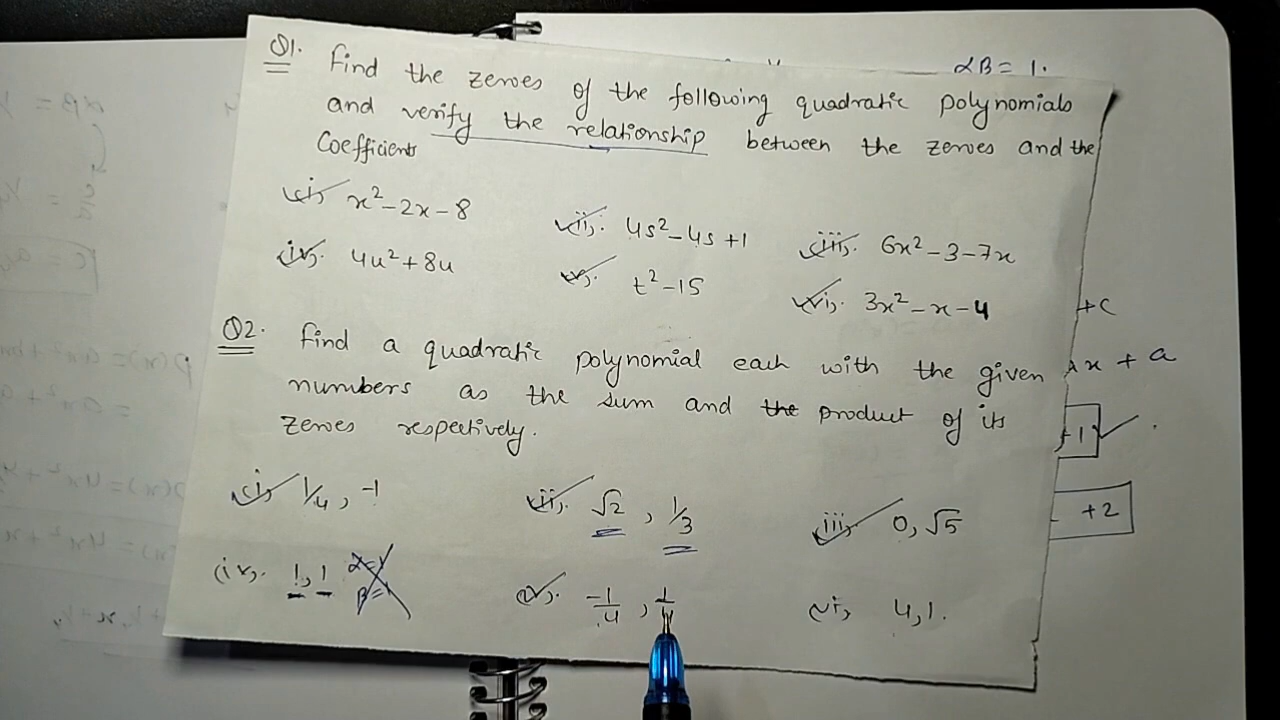 αβ = 1.
Q1. Find the zeroes of the following quadratic polynomials
and verify the relationship between the zeroes and the
Coefficients
(i) x²-2x-8 (ii). 4s²-4s+1 (iii). 6x²-3-7x
(iv). 4u²+8u (v). t²-15 (vi). 3x²-x-4
+c
Q2. Find a quadratic polynomial each with the given
x + a
numbers as the sum and the product of its
zeroes respectively.
+1
(i) 1/4, -1 (ii). √2, 1/3 (iii) 0, √5
+2
(iv). 1, 1 (v). -1/4, 1/4 (vi) 4, 1.